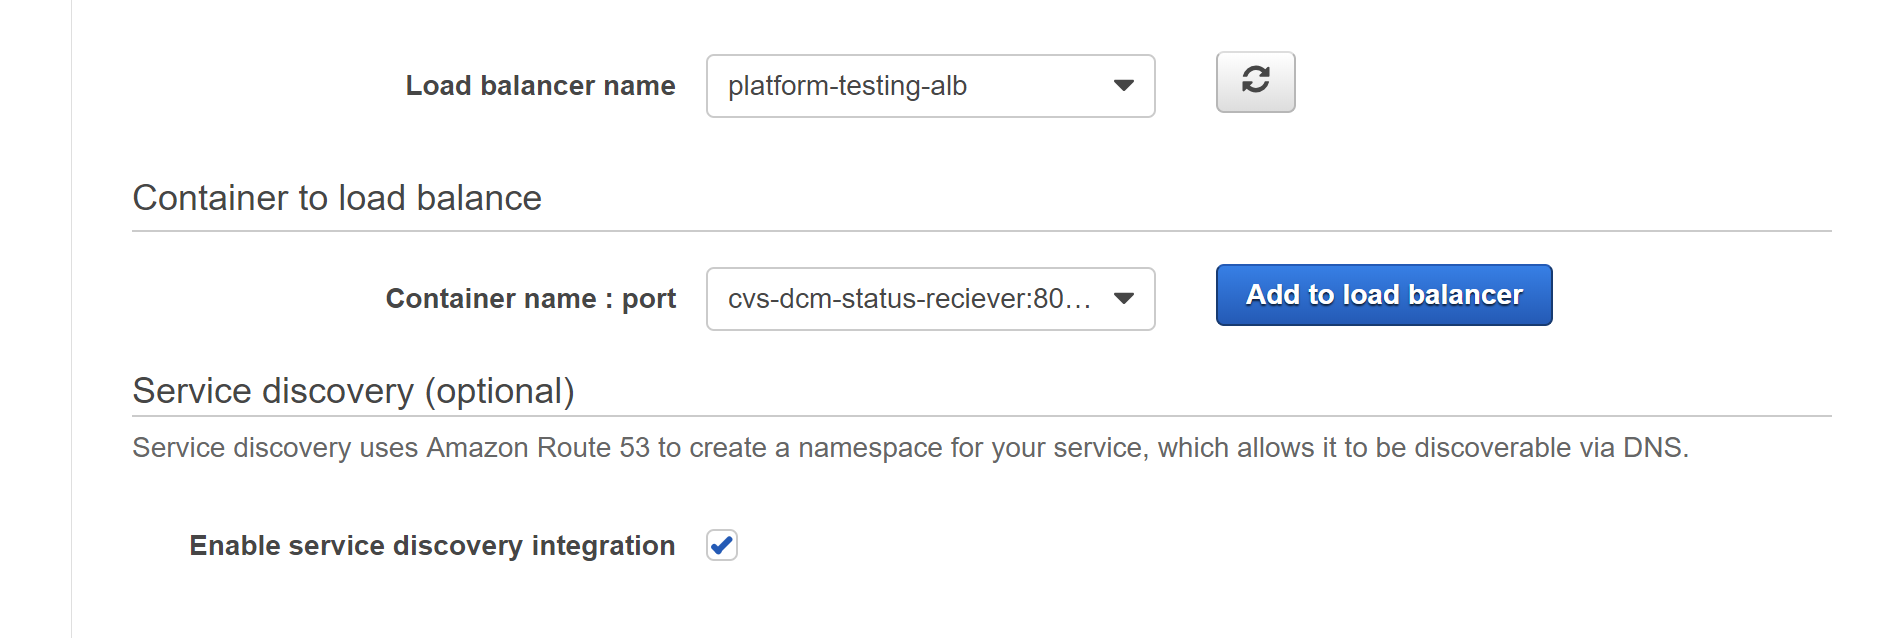 Load balancer name platform-testing-alb
Container to load balance
Container name : port cvs-dcm-status-reciever:80... Add to load balancer
Service discovery (optional)
Service discovery uses Amazon Route 53 to create a namespace for your service, which allows it to be discoverable via DNS.
Enable service discovery integration